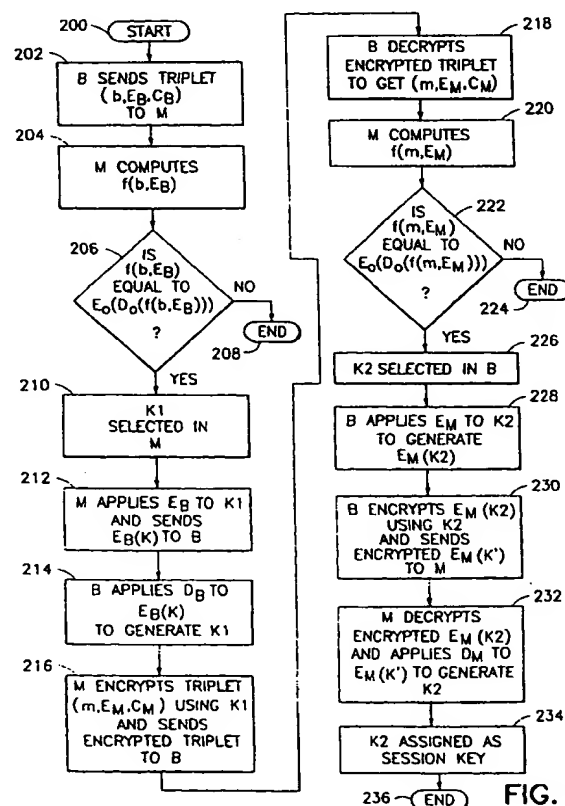 200
START
202
B SENDS TRIPLET
(b,E_B,C_B)
TO M
204
M COMPUTES
f(b,E_B)
206
IS
f(b,E_B)
EQUAL TO
E_o(D_o(f(b,E_B)))
?
NO
END
208
YES
210
K1
SELECTED IN
M
212
M APPLIES E_B TO K1
AND SENDS
E_B(K) TO B
214
B APPLIES D_B TO
E_B(K)
TO GENERATE K1
216
M ENCRYPTS TRIPLET
(m,E_M,C_M) USING K1
AND SENDS
ENCRYPTED TRIPLET
TO B
218
B DECRYPTS
ENCRYPTED TRIPLET
TO GET (m,E_M,C_M)
220
M COMPUTES
f(m,E_M)
222
IS
f(m,E_M)
EQUAL TO
E_o(D_o(f(m,E_M)))
?
NO
END
224
YES
226
K2 SELECTED IN B
228
B APPLIES E_M TO K2
TO GENERATE
E_M(K2)
230
B ENCRYPTS E_M(K2)
USING K2
AND SENDS
ENCRYPTED E_M(K')
TO M
232
M DECRYPTS
ENCRYPTED E_M(K2)
AND APPLIES D_M TO
E_M(K') TO GENERATE
K2
234
K2 ASSIGNED AS
SESSION KEY
236
END
FIG.